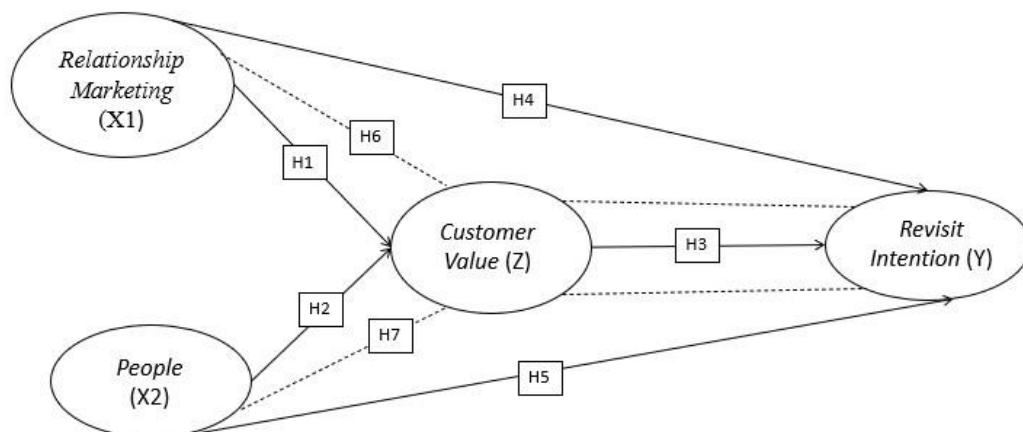 Relationship
Marketing
(X1)
H4
H6
H1
Customer
Value (Z)
H3
Revisit
Intention (Y)
H2
H7
People
(X2)
H5